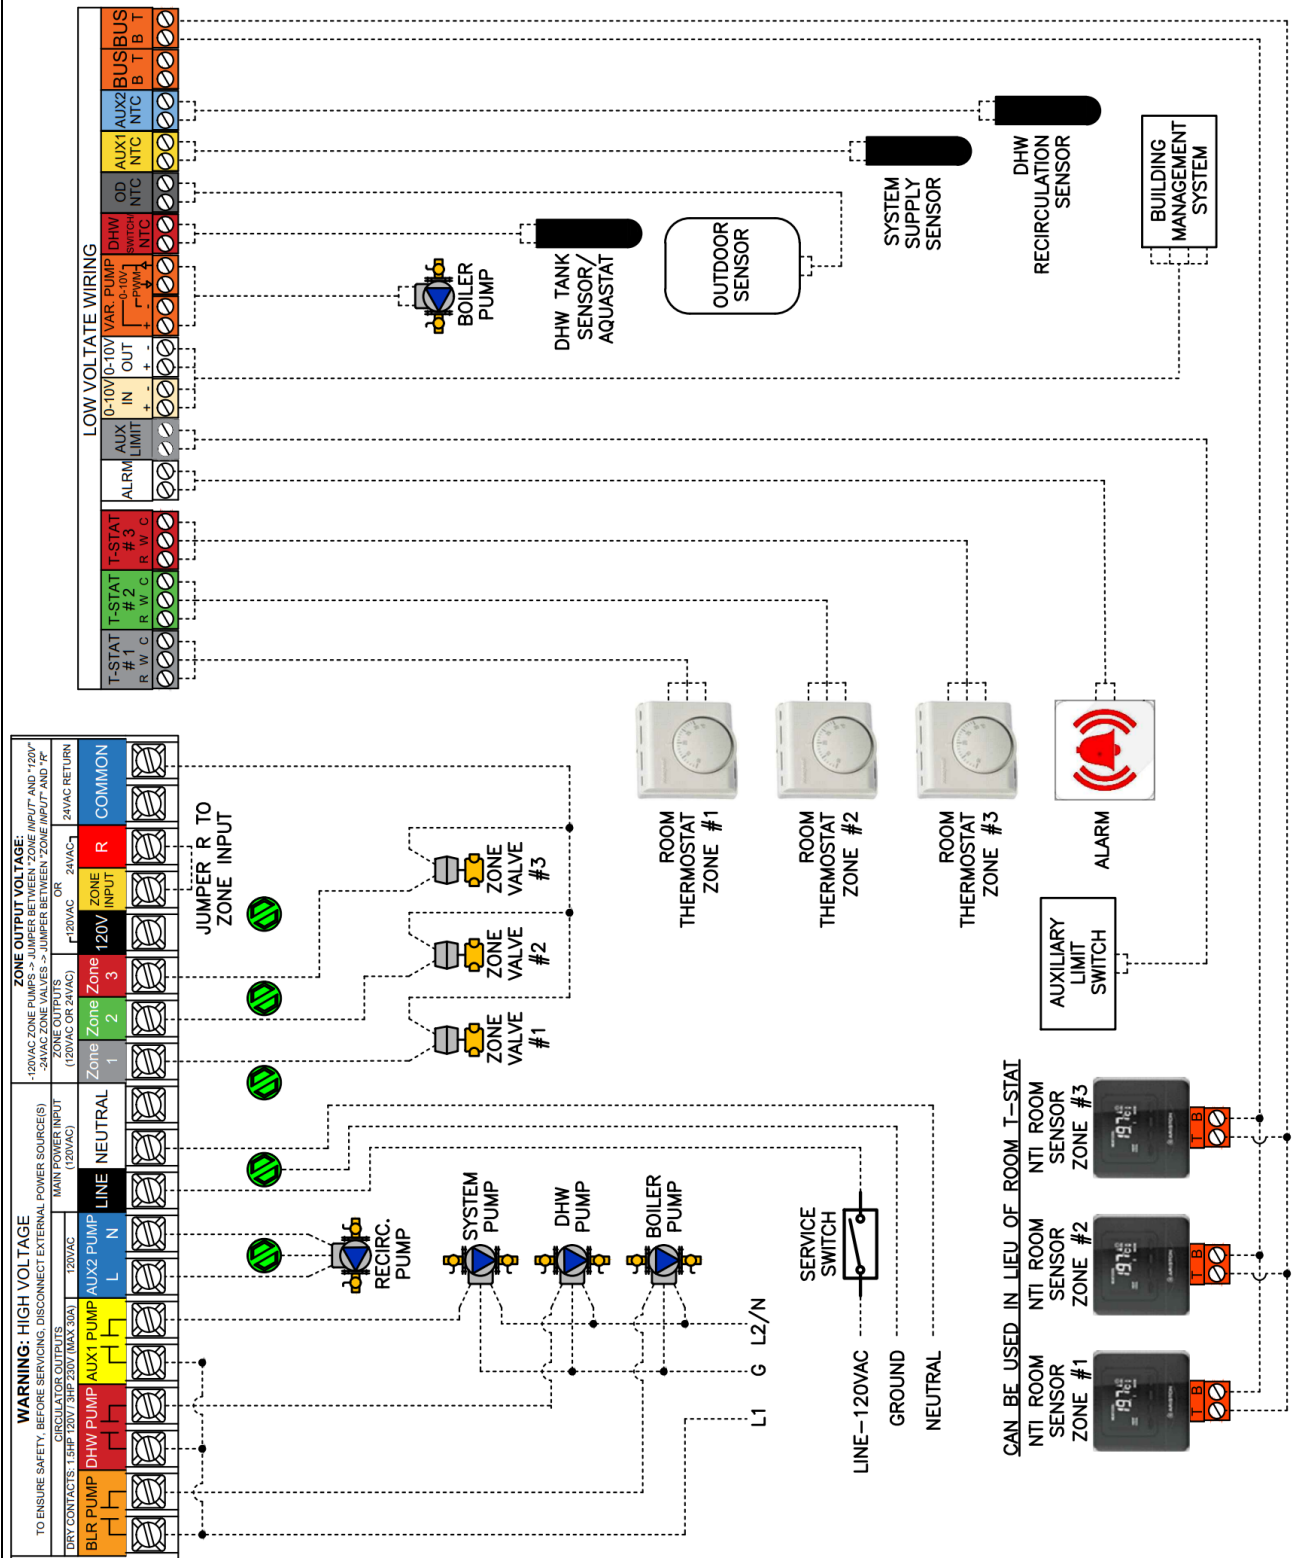 WARNING: HIGH VOLTAGE
TO ENSURE SAFETY, BEFORE SERVICING, DISCONNECT EXTERNAL POWER SOURCE(S)
CIRCULATOR OUTPUTS
DRY CONTACTS: 1.5HP 120V / 3HP 230V (MAX 30A)
120VAC
MAIN POWER INPUT
(120VAC)
BLR PUMP
DHW PUMP
AUX1 PUMP
AUX2 PUMP
L N
LINE
NEUTRAL
ZONE OUTPUT VOLTAGE:
-120VAC ZONE PUMPS -> JUMPER BETWEEN "ZONE INPUT" AND "120V"
-24VAC ZONE VALVES -> JUMPER BETWEEN "ZONE INPUT" AND "R"
ZONE OUTPUTS
(120VAC OR 24VAC)
OR
120VAC
24VAC
24VAC RETURN
Zone
1
Zone
2
Zone
3
120V
ZONE
INPUT
R
COMMON
JUMPER R TO
ZONE INPUT
LOW VOLTATE WIRING
T-STAT
#1
R W C
T-STAT
#2
R W C
T-STAT
#3
R W C
ALRM
AUX
LIMIT
0-10V
IN
+ -
0-10V
OUT
+ -
VAR. PUMP
0-10V
PWM
+ -
DHW
SWITCH/
NTC
OD
NTC
AUX1
NTC
AUX2
NTC
BUS
B T
BUS
B T
RECIRC.
PUMP
SYSTEM
PUMP
DHW
PUMP
BOILER
PUMP
L1
G
L2/N
ZONE
VALVE
#1
ZONE
VALVE
#2
ZONE
VALVE
#3
SERVICE
SWITCH
LINE-120VAC
GROUND
NEUTRAL
BOILER
PUMP
DHW TANK
SENSOR/
AQUASTAT
OUTDOOR
SENSOR
SYSTEM
SUPPLY
SENSOR
DHW
RECIRCULATION
SENSOR
BUILDING
MANAGEMENT
SYSTEM
ROOM
THERMOSTAT
ZONE #1
ROOM
THERMOSTAT
ZONE #2
ROOM
THERMOSTAT
ZONE #3
ALARM
AUXILIARY
LIMIT
SWITCH
CAN BE USED IN LIEU OF ROOM T-STAT
NTI ROOM
SENSOR
ZONE #1
T B
NTI ROOM
SENSOR
ZONE #2
T B
NTI ROOM
SENSOR
ZONE #3
T B
ARISTON
ARISTON
ARISTON